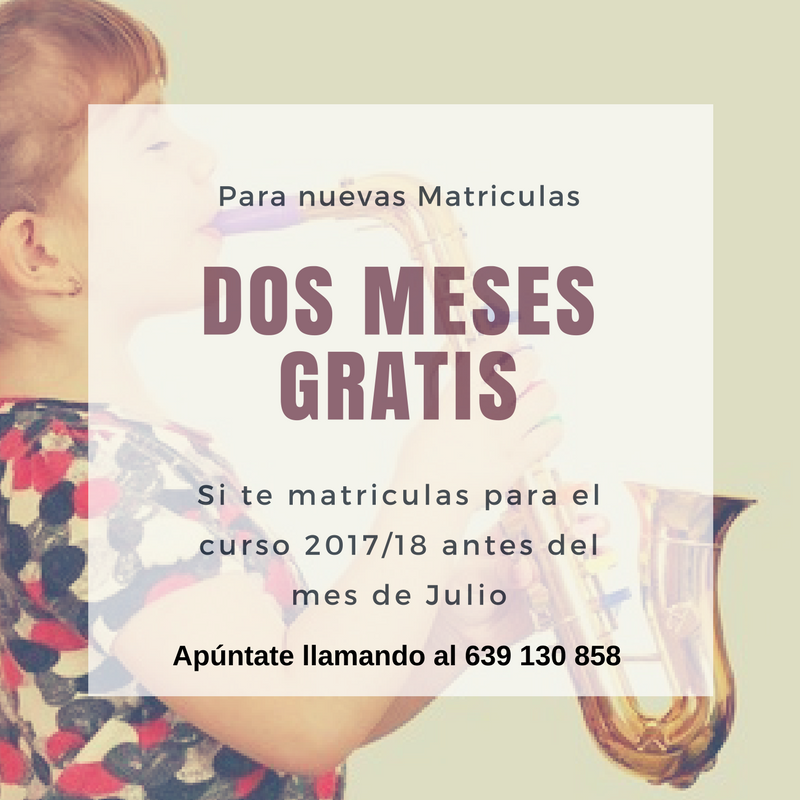 Para nuevas Matriculas
DOS MESES
GRATIS
Si te matriculas para el
curso 2017/18 antes del
mes de Julio
Apúntate llamando al 639 130 858